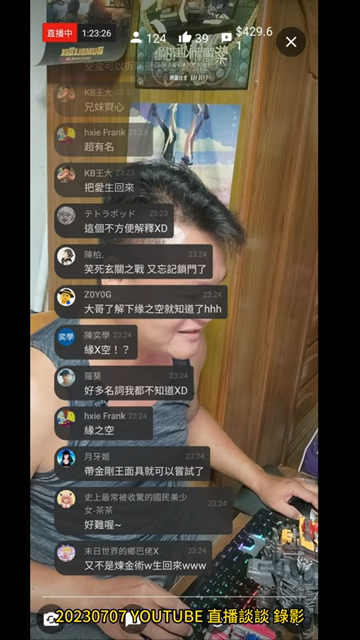 直播中
1:23:26
124
39
$429.6
1
KB王大 23:23
兄妹齊心
hxie Frank 23:23
超有名
KB王大 23:23
把愛生回來
テトラポッド 23:23
這個不方便解釋XD
陳柏. 23:24
笑死玄關之戰 又忘記鎖門了
Z0Y0G 23:24
大哥了解下緣之空就知道了hhh
奕學
陳奕學 23:24
緣X空！？
羅葵 23:24
好多名詞我都不知道XD
hxie Frank 23:24
緣之空
月牙姬 23:24
帶金剛王面具就可以嘗試了
史上最常被收驚的國民美少
女-茶茶 23:24
好難喔~
末日世界的鄉巴佬X 23:24
又不是煉金術w生回來www
20230707 YOUTUBE 直播談談 錄影